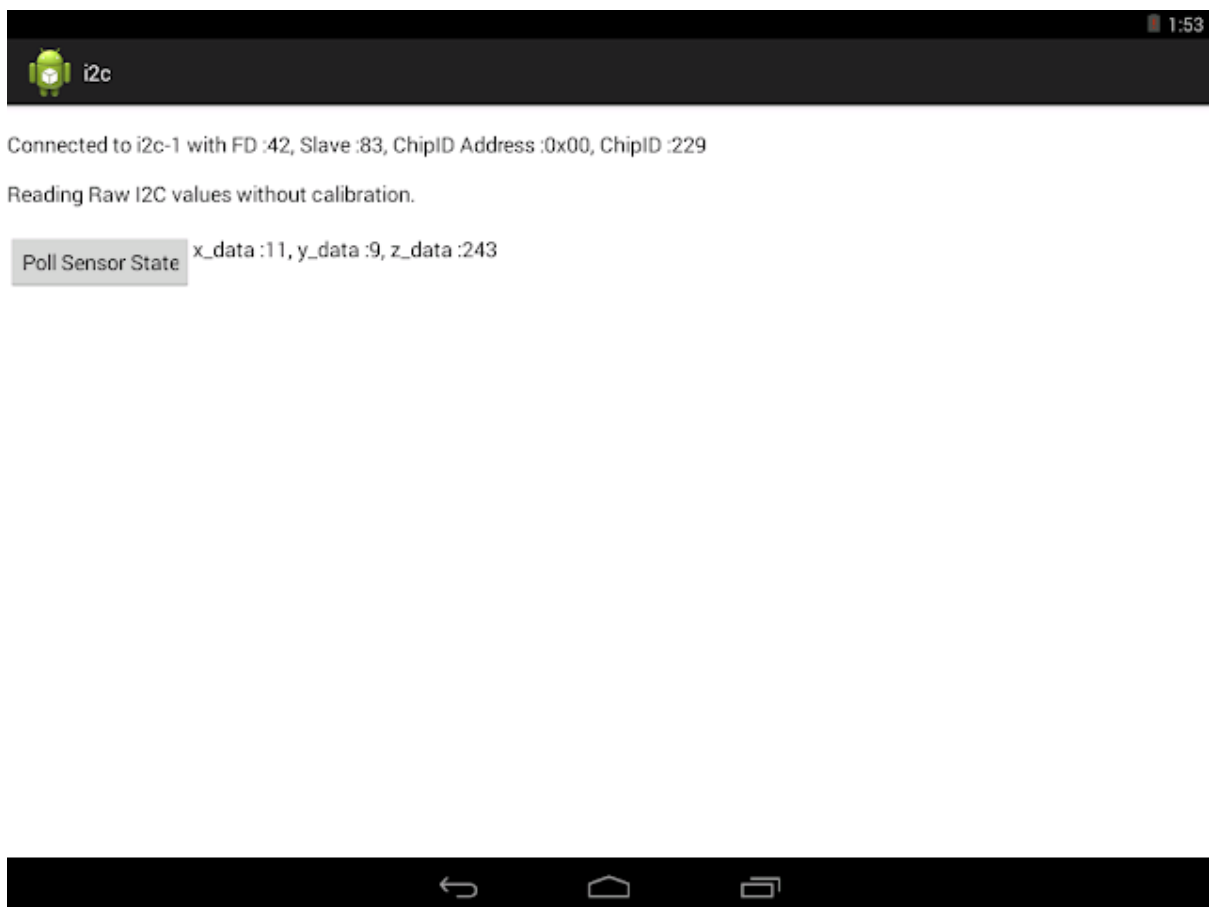 1:53
i2c
Connected to i2c-1 with FD :42, Slave :83, ChipID Address :0x00, ChipID :229
Reading Raw I2C values without calibration.
Poll Sensor State x_data :11, y_data :9, z_data :243